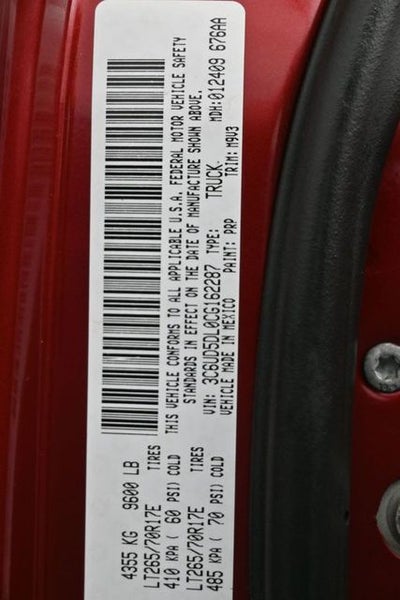 4355 KG 9600 LB
LT265/70R17E TIRES
410 KPA ( 60 PSI) COLD
LT265/70R17E TIRES
485 KPA ( 70 PSI) COLD
THIS VEHICLE CONFORMS TO ALL APPLICABLE U.S.A. FEDERAL MOTOR VEHICLE SAFETY
STANDARDS IN EFFECT ON THE DATE OF MANUFACTURE SHOWN ABOVE.
VIN: 3C6UD5DL0CG162287 TYPE: TRUCK MDH:012409 676AA
VEHICLE MADE IN MEXICO PAINT: PRP TRIM: M9V3